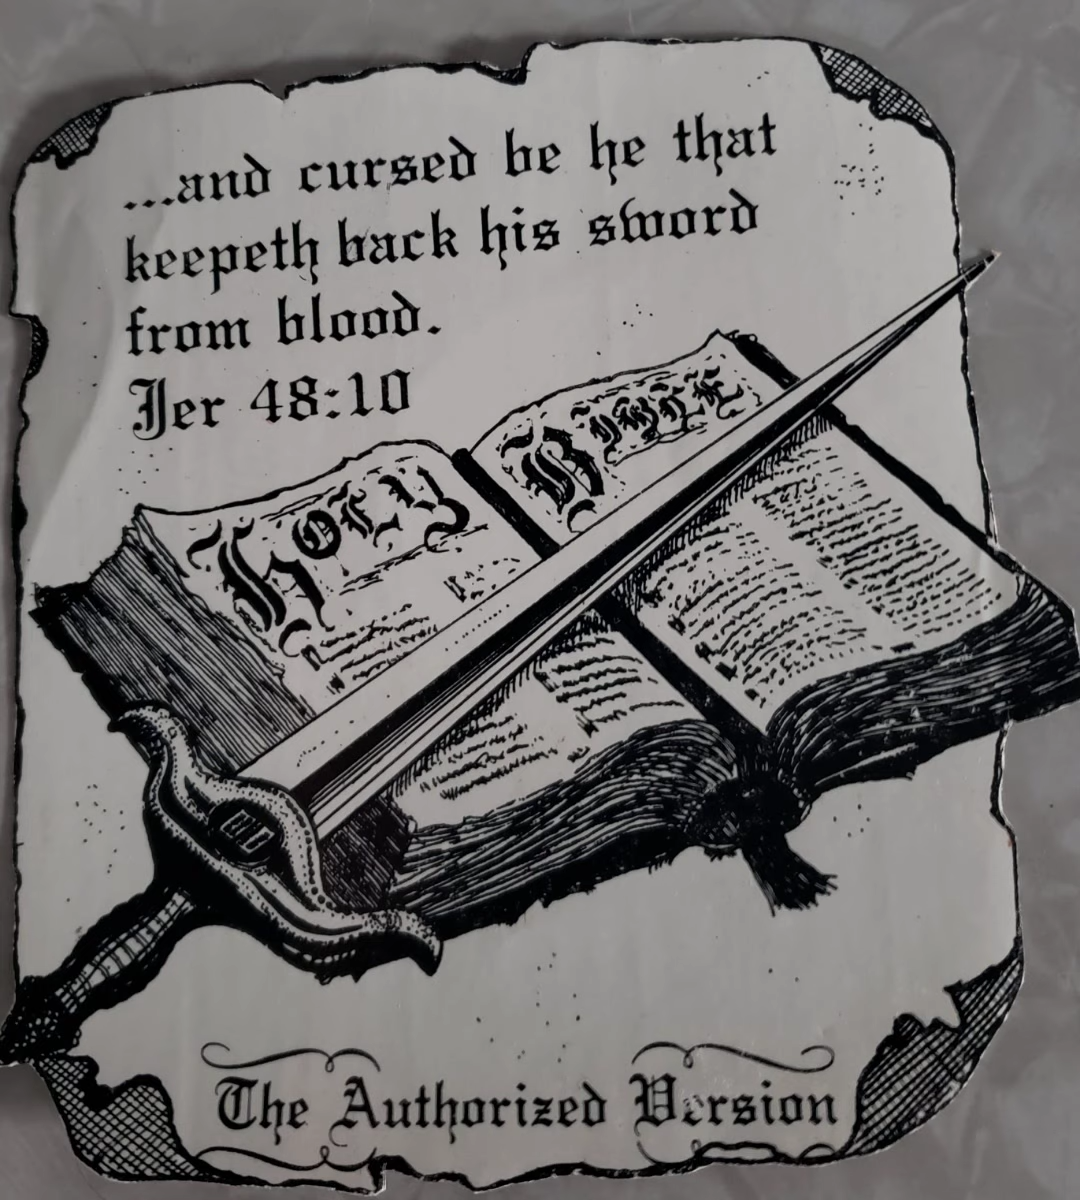 ...and cursed be he that
keepeth back his sword
from blood.
Jer 48:10
Holy Bible
The Authorized Version